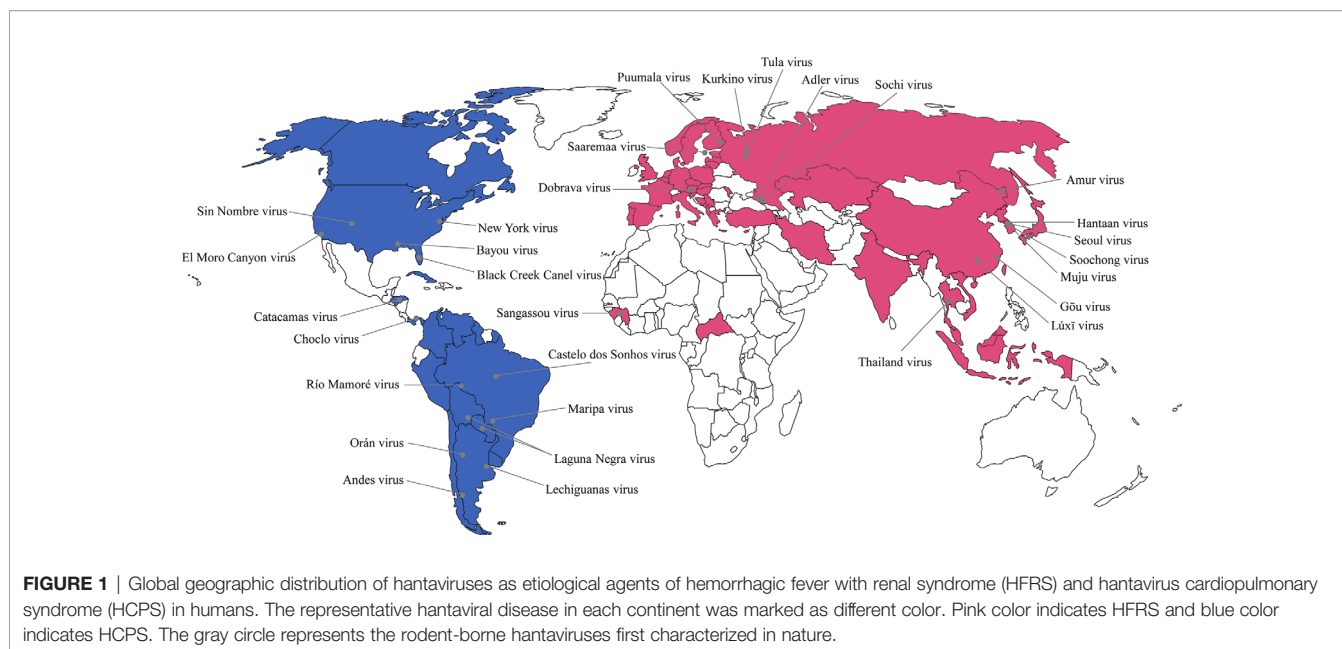 Tula virus
Puumala virus
Kurkino virus
Adler virus
Sochi virus
Saaremaa virus
Dobrava virus
Amur virus
Sin Nombre virus
New York virus
Hantaan virus
Seoul virus
Bayou virus
El Moro Canyon virus
Soochong virus
Black Creek Canel virus
Muju virus
Catacamas virus
Sangassou virus
Gōu virus
Choclo virus
Lúxī virus
Castelo dos Sonhos virus
Thailand virus
Río Mamoré virus
Maripa virus
Orán virus
Laguna Negra virus
Andes virus
Lechiguanas virus
FIGURE 1 | Global geographic distribution of hantaviruses as etiological agents of hemorrhagic fever with renal syndrome (HFRS) and hantavirus cardiopulmonary
syndrome (HCPS) in humans. The representative hantaviral disease in each continent was marked as different color. Pink color indicates HFRS and blue color
indicates HCPS. The gray circle represents the rodent-borne hantaviruses first characterized in nature.